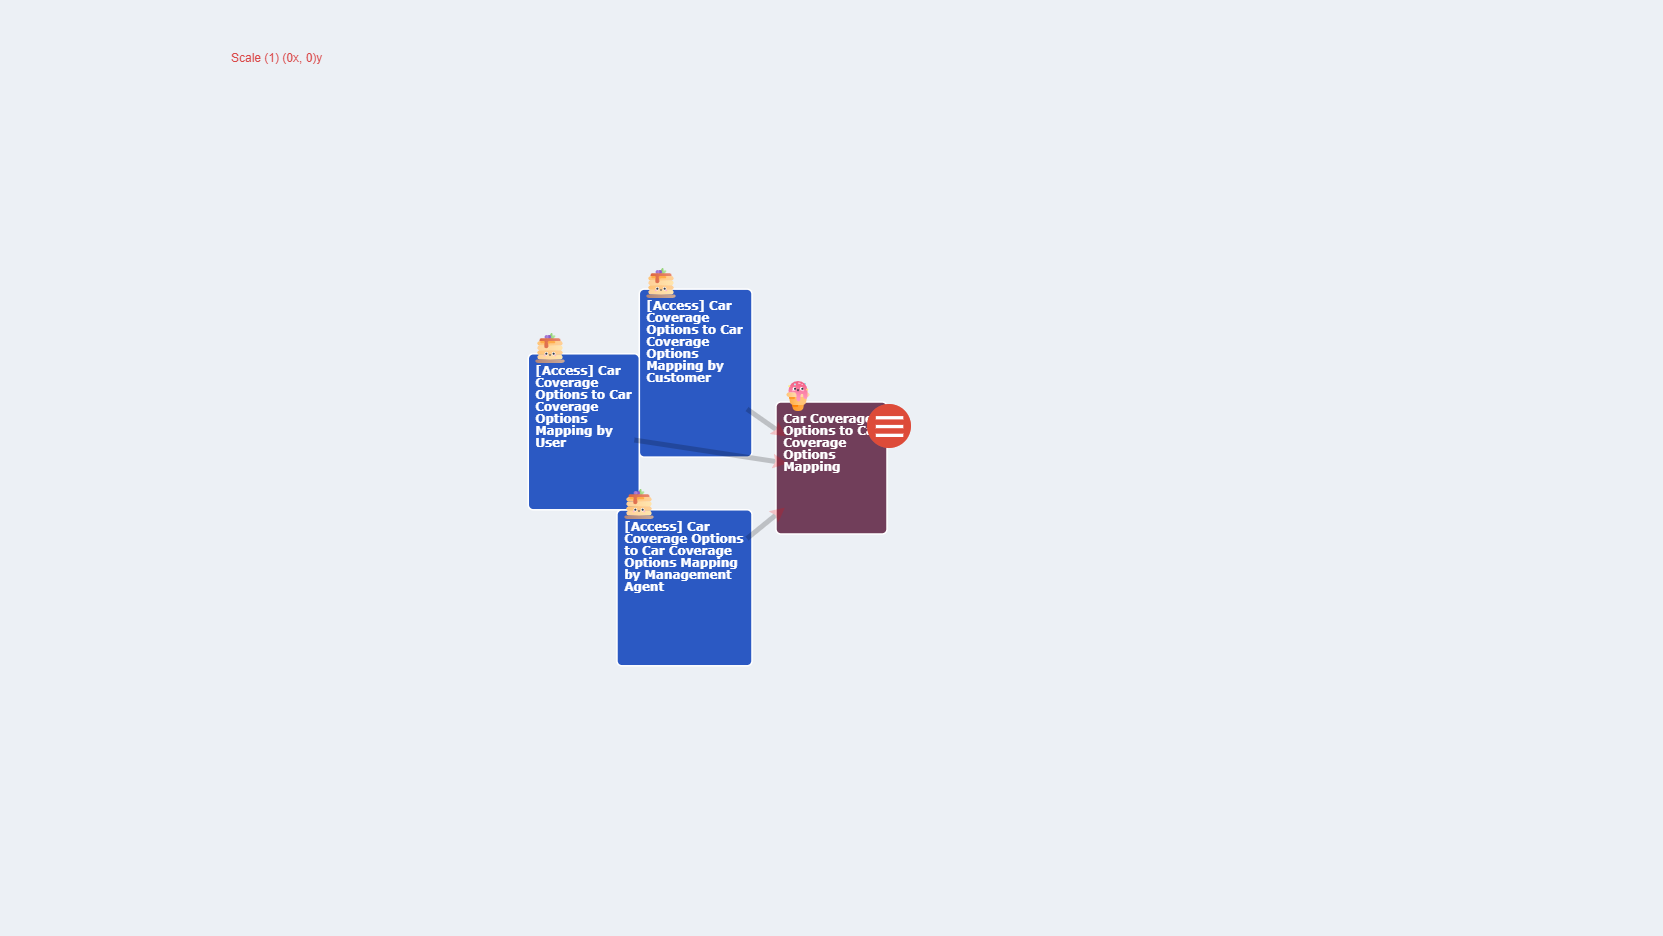 Scale (1) (0x, 0)y
[Access] Car
Coverage
Options to Car
Coverage
Options
Mapping by
Customer
[Access] Car
Coverage
Options to Car
Coverage
Options
Mapping by
User
Car Coverage
Options to Ca
Coverage
Options
Mapping
[Access] Car
Coverage Options
to Car Coverage
Options Mapping
by Management
Agent